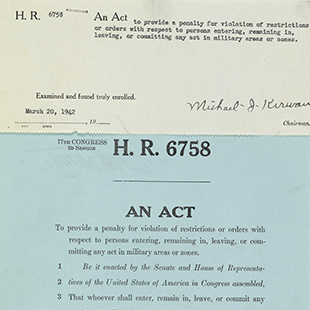 H. R. 6758 An Act to provide a penalty for violation of restrictions
or orders with respect to persons entering, remaining in,
leaving, or committing any act in military areas or zones.
Examined and found truly enrolled.
March 20, 1942
19
Michael J. Kirwan
Chairman.
77TH CONGRESS
2D SESSION
H. R. 6758
AN ACT
To provide a penalty for violation of restrictions or orders with
respect to persons entering, remaining in, leaving, or com-
mitting any act in military areas or zones.
1 Be it enacted by the Senate and House of Representa-
2 tives of the United States of America in Congress assembled,
3 That whoever shall enter, remain in, leave, or commit any